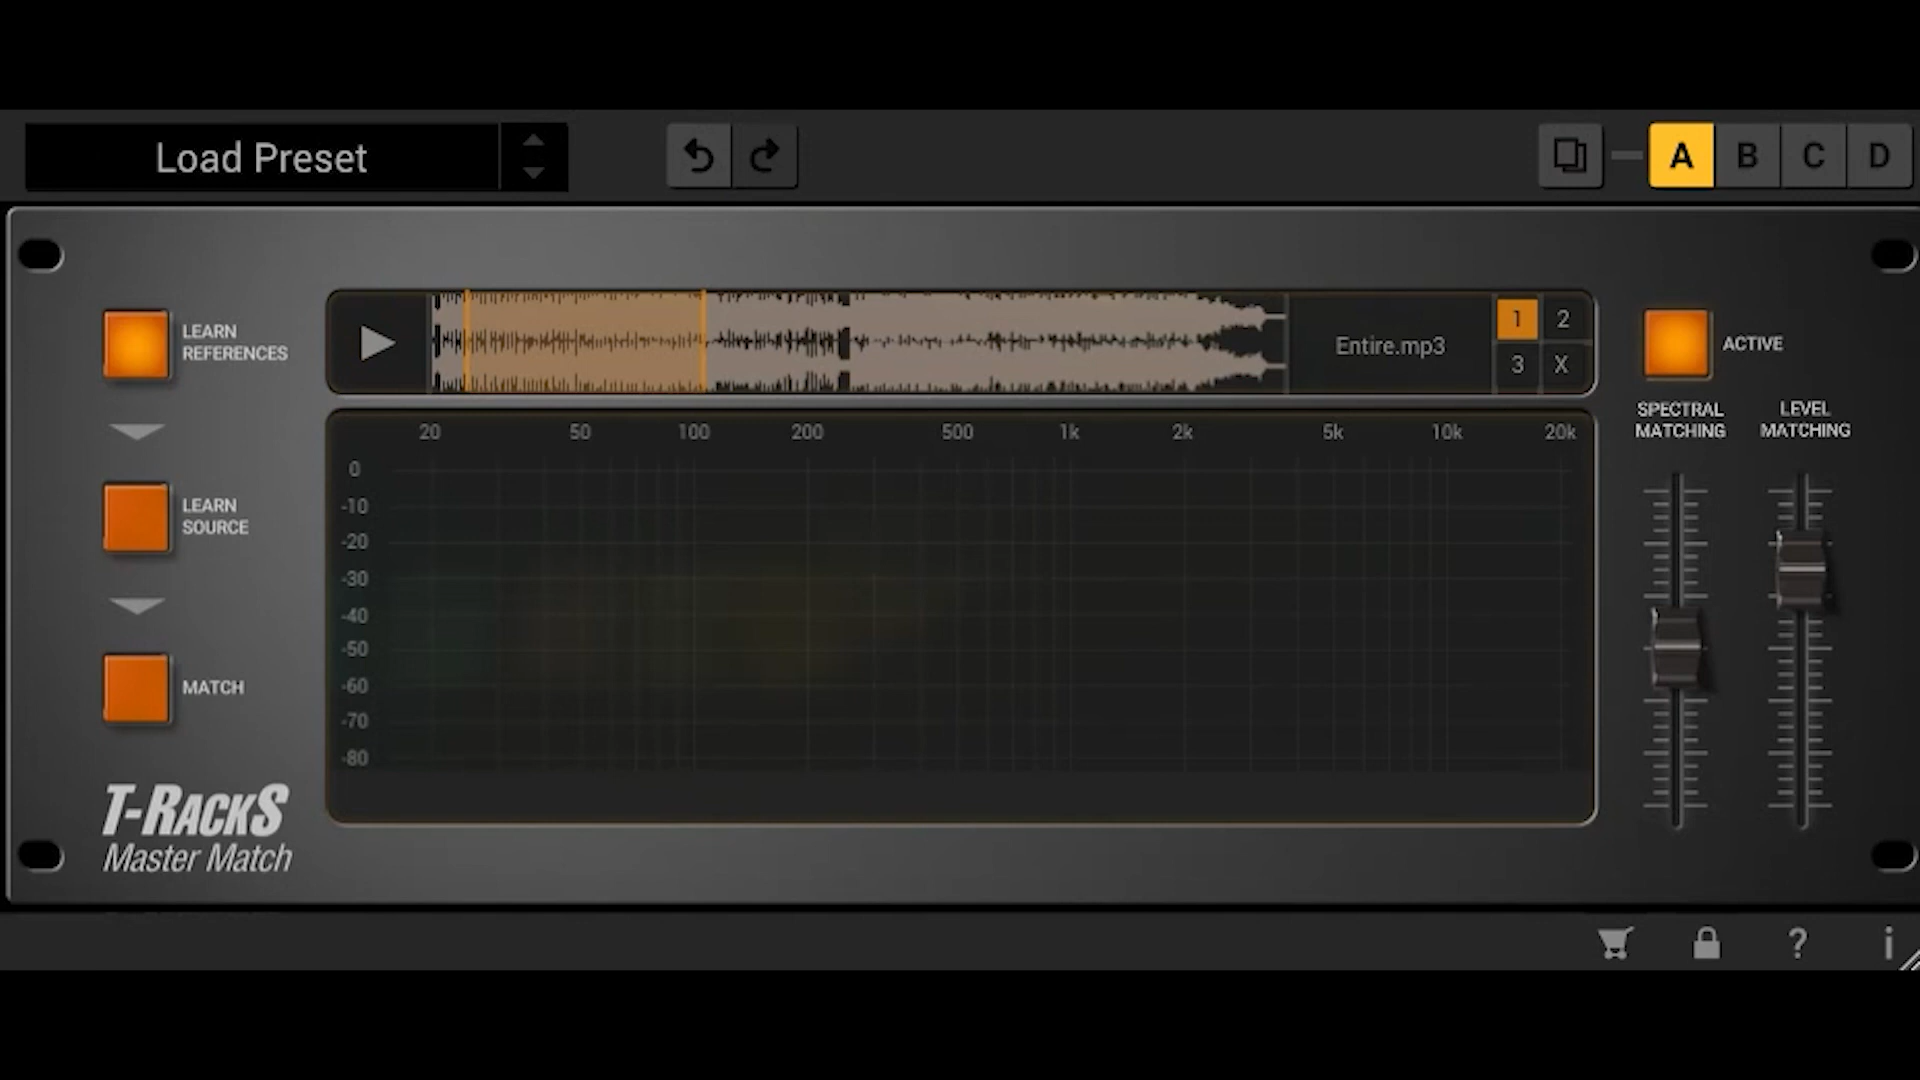 Load Preset
A B C D
LEARN
REFERENCES
Entire.mp3
1 2
3 X
ACTIVE
SPECTRAL
MATCHING
LEVEL
MATCHING
20 50 100 200 500 1k 2k 5k 10k 20k
0
-10
-20
-30
-40
-50
-60
-70
-80
LEARN
SOURCE
MATCH
T-RACKS
Master Match
? i